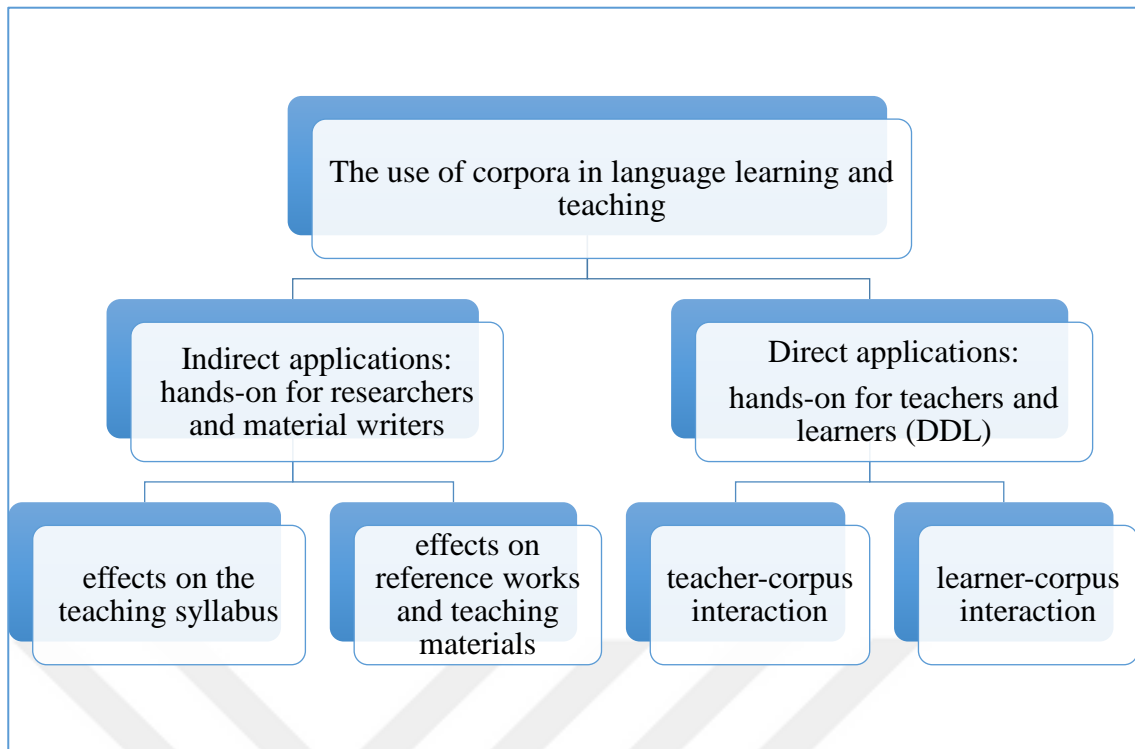 The use of corpora in language learning and
teaching
Indirect applications:
hands-on for researchers
and material writers
Direct applications:
hands-on for teachers and
learners (DDL)
effects on the
teaching syllabus
effects on
reference works
and teaching
materials
teacher-corpus
interaction
learner-corpus
interaction